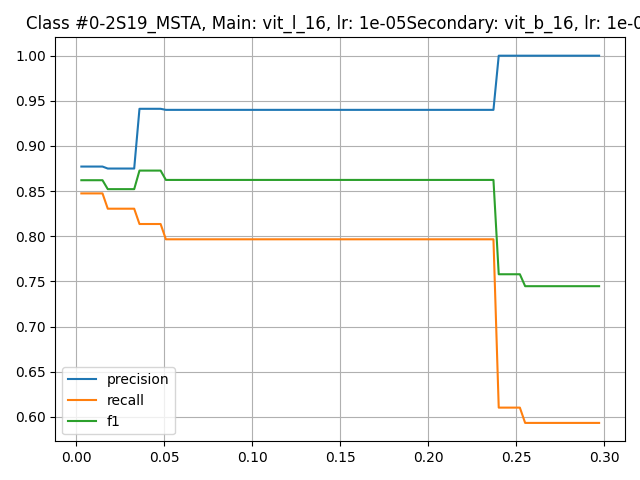 Class #0-2S19_MSTA, Main: vit_l_16, lr: 1e-05Secondary: vit_b_16, lr: 1e-0
1.00
0.95
0.90
0.85
0.80
0.75
0.70
0.65
0.60
precision
recall
f1
0.00 0.05 0.10 0.15 0.20 0.25 0.30